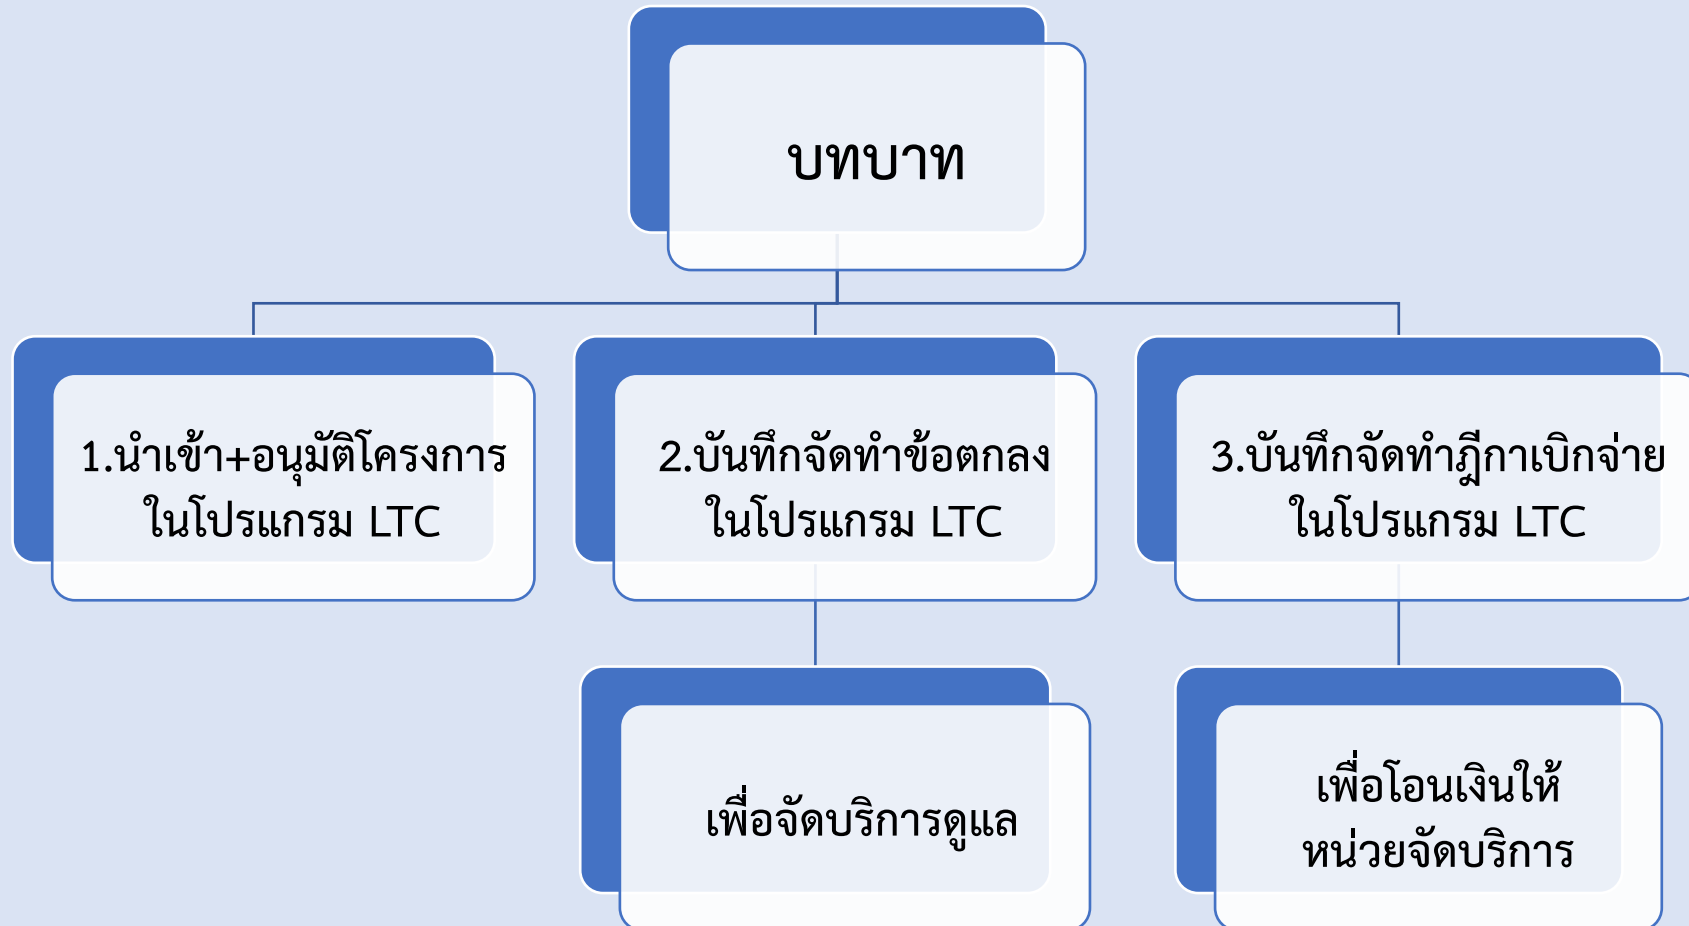 บทบาท
1.นำเข้า+อนุมัติโครงการ
ในโปรแกรม LTC
2.บันทึกจัดทำข้อตกลง
ในโปรแกรม LTC
3.บันทึกจัดทำฎีกาเบิกจ่าย
ในโปรแกรม LTC
เพื่อจัดบริการดูแล
เพื่อโอนเงินให้
หน่วยจัดบริการ